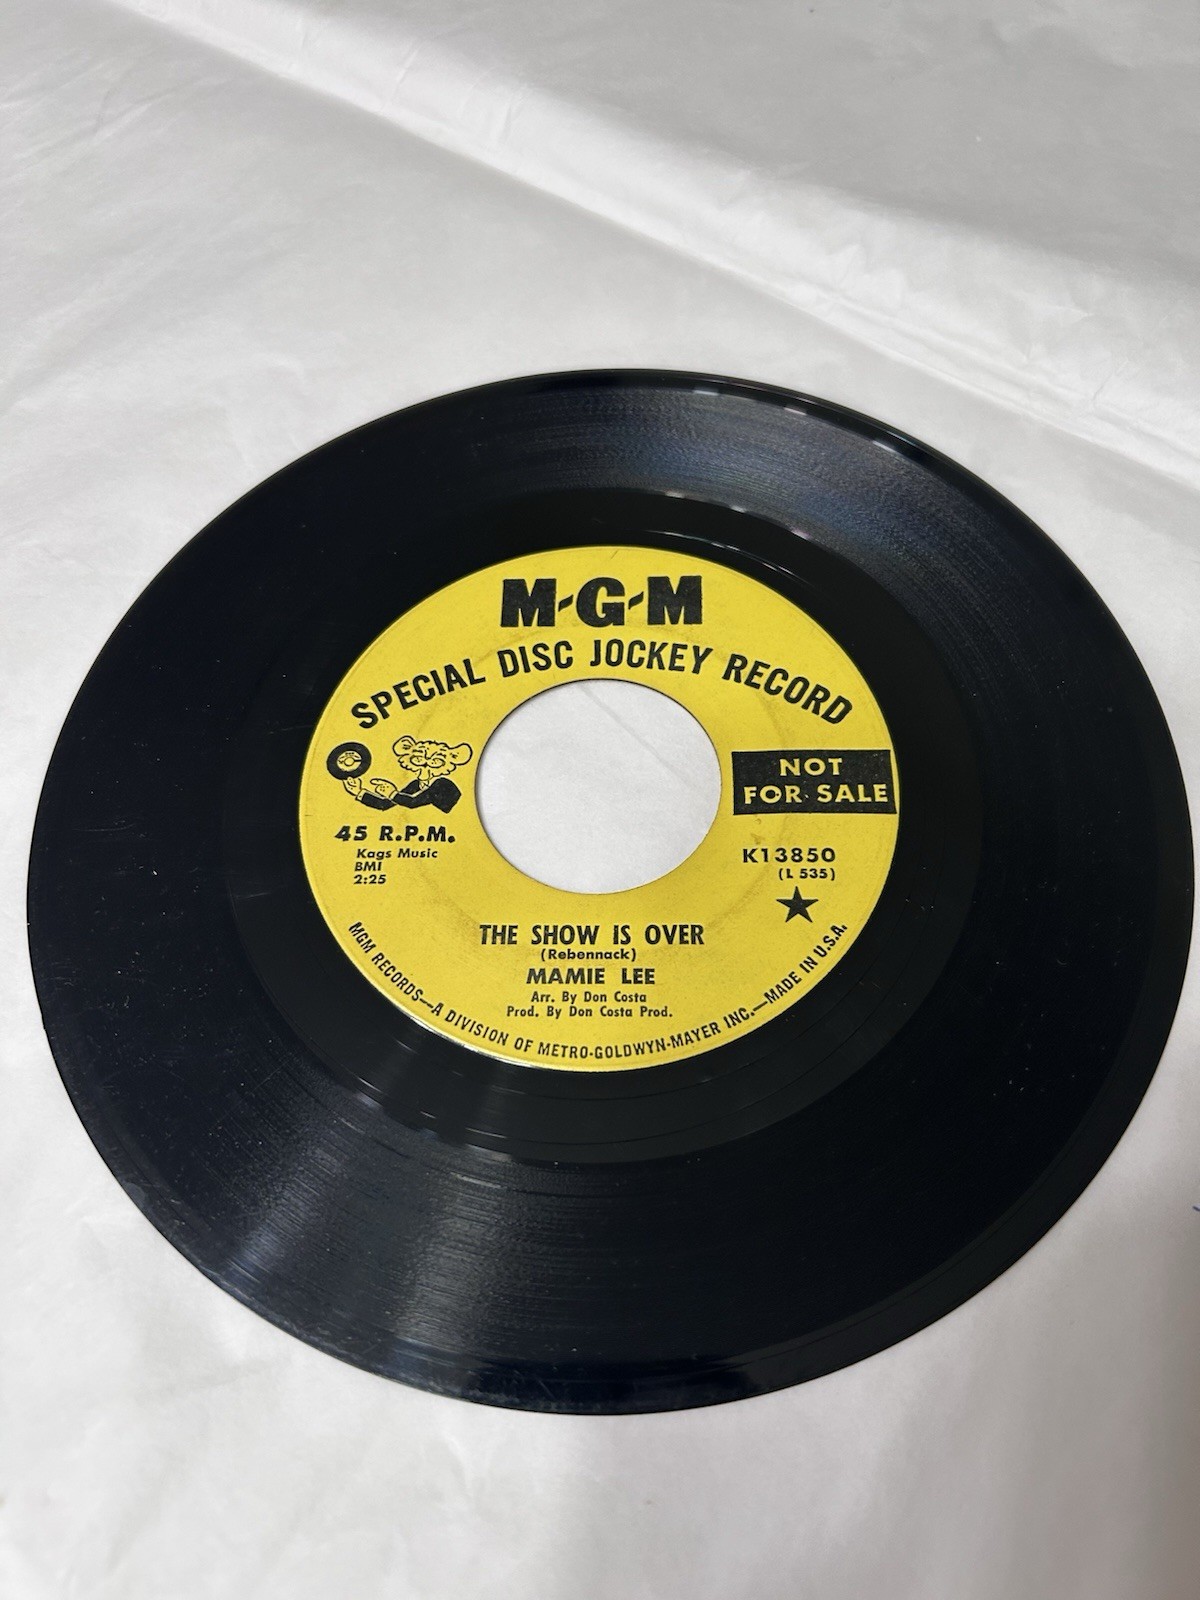 M-G-M
SPECIAL DISC JOCKEY RECORD
NOT
FOR SALE
45 R.P.M.
Kags Music
BMI
2:25
K13850
(L 535)
THE SHOW IS OVER
(Rebennack)
MAMIE LEE
Arr. By Don Costa
Prod. By Don Costa Prod.
MGM RECORDS—A DIVISION OF METRO-GOLDWYN-MAYER INC.—MADE IN U.S.A.